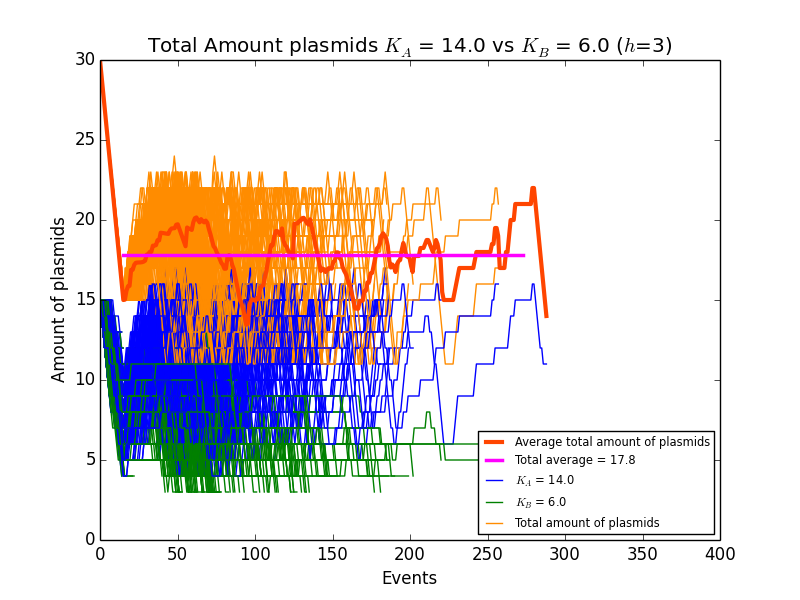 Total Amount plasmids K_A = 14.0 vs K_B = 6.0 (h=3)
30
25
20
15
10
5
0
Amount of plasmids
0 50 100 150 200 250 300 350 400
Events
Average total amount of plasmids
Total average = 17.8
K_A = 14.0
K_B = 6.0
Total amount of plasmids